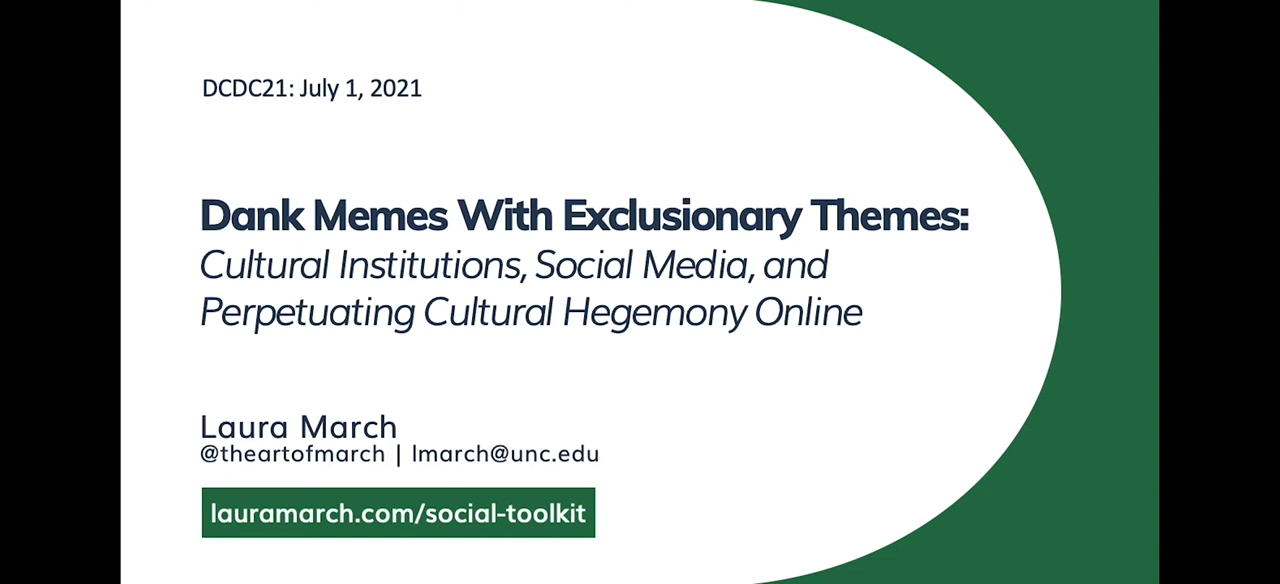 DCDC21: July 1, 2021
Dank Memes With Exclusionary Themes:
Cultural Institutions, Social Media, and
Perpetuating Cultural Hegemony Online
Laura March
@theartofmarch | lmarch@unc.edu
lauramarch.com/social-toolkit